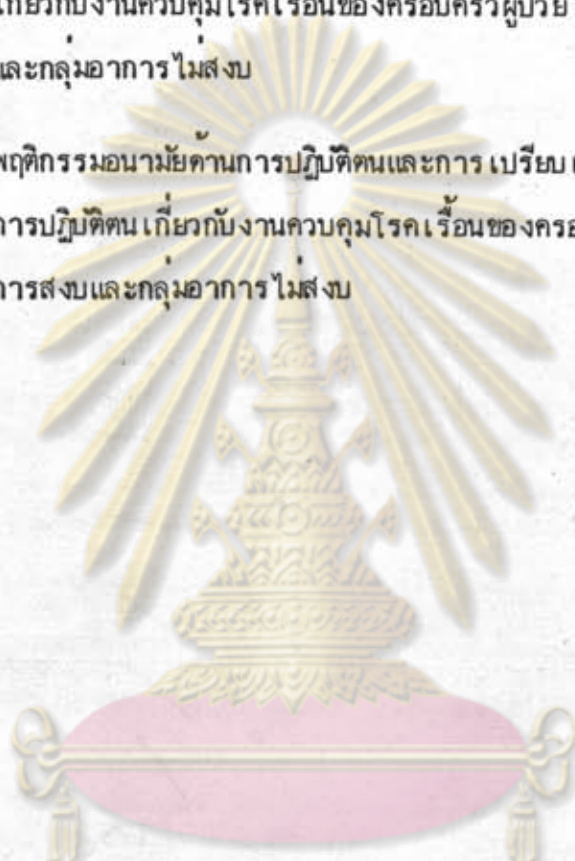 เกี่ยวกับงานควบคุมโรคเรื้อนของครอบครัวผู้ป่วย
และกลุ่มอาการไม่สงบ
พฤติกรรมอนามัยด้านการปฏิบัติตนและการเปรียบ
การปฏิบัติตนเกี่ยวกับงานควบคุมโรคเรื้อนของครอ
การสงบและกลุ่มอาการไม่สงบ